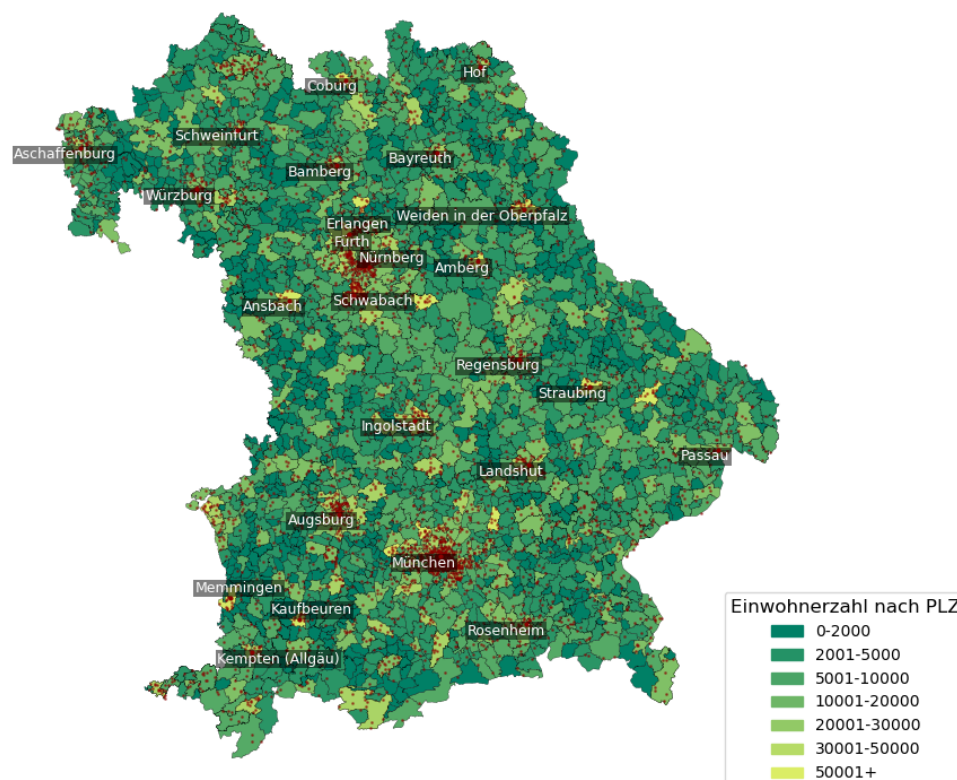 Hof
Coburg
Schweinfurt
Aschaffenburg
Bayreuth
Bamberg
Würzburg
Weiden in der Oberpfalz
Erlangen
Fürth
Nürnberg
Amberg
Schwabach
Ansbach
Regensburg
Straubing
Ingolstadt
Passau
Landshut
Augsburg
München
Memmingen
Kaufbeuren
Rosenheim
Kempten (Allgäu)
Einwohnerzahl nach PLZ
0-2000
2001-5000
5001-10000
10001-20000
20001-30000
30001-50000
50001+